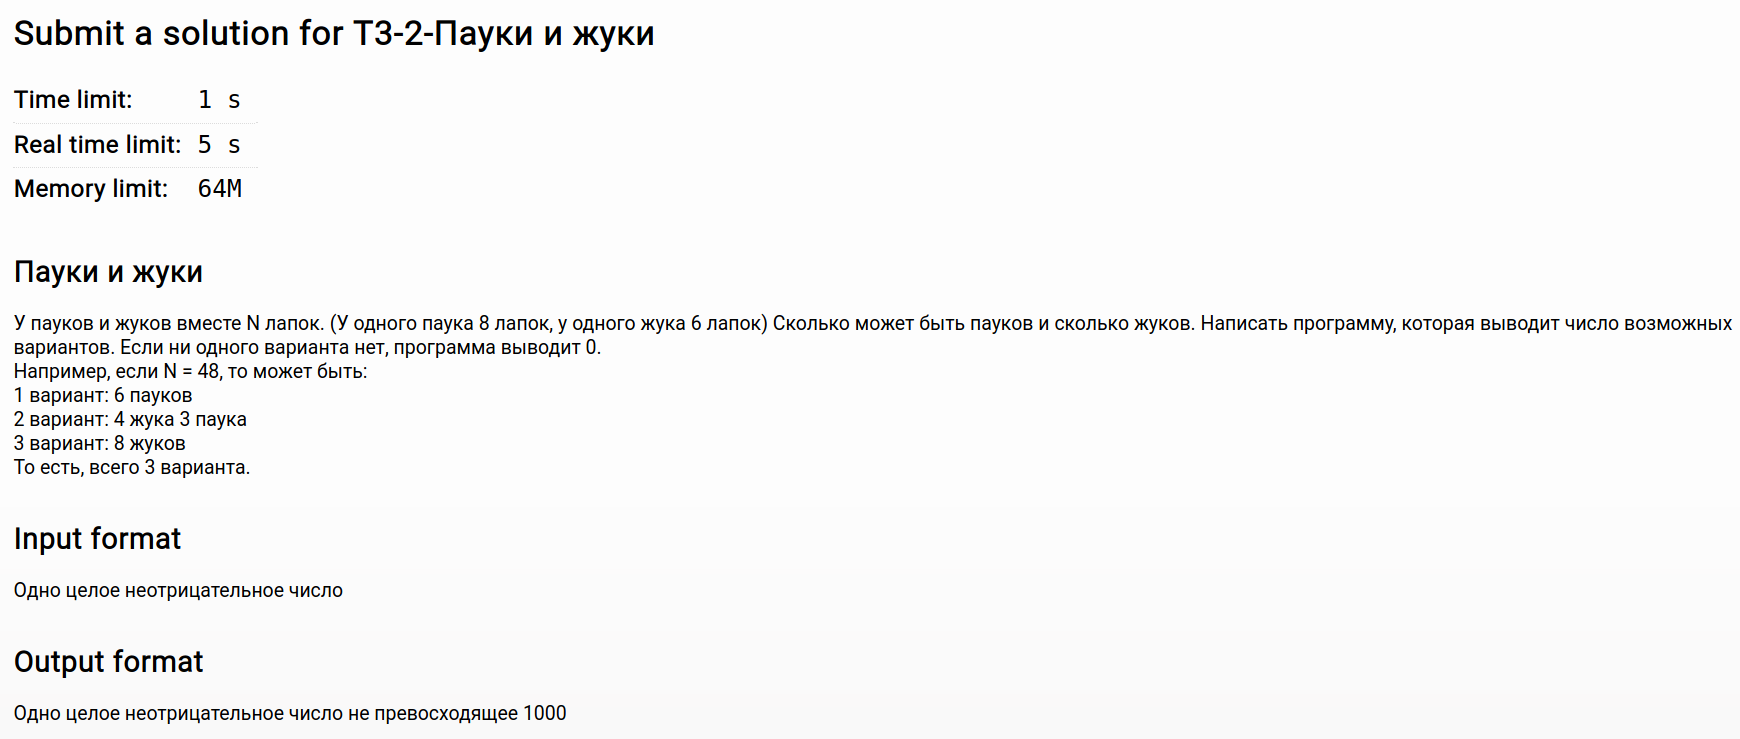 Submit a solution for T3-2-Пауки и жуки
Time limit: 1 s
Real time limit: 5 s
Memory limit: 64M
Пауки и жуки
У пауков и жуков вместе N лапок. (У одного паука 8 лапок, у одного жука 6 лапок) Сколько может быть пауков и сколько жуков. Написать программу, которая выводит число возможных
вариантов. Если ни одного варианта нет, программа выводит 0.
Например, если N = 48, то может быть:
1 вариант: 6 пауков
2 вариант: 4 жука 3 паука
3 вариант: 8 жуков
То есть, всего 3 варианта.
Input format
Одно целое неотрицательное число
Output format
Одно целое неотрицательное число не превосходящее 1000